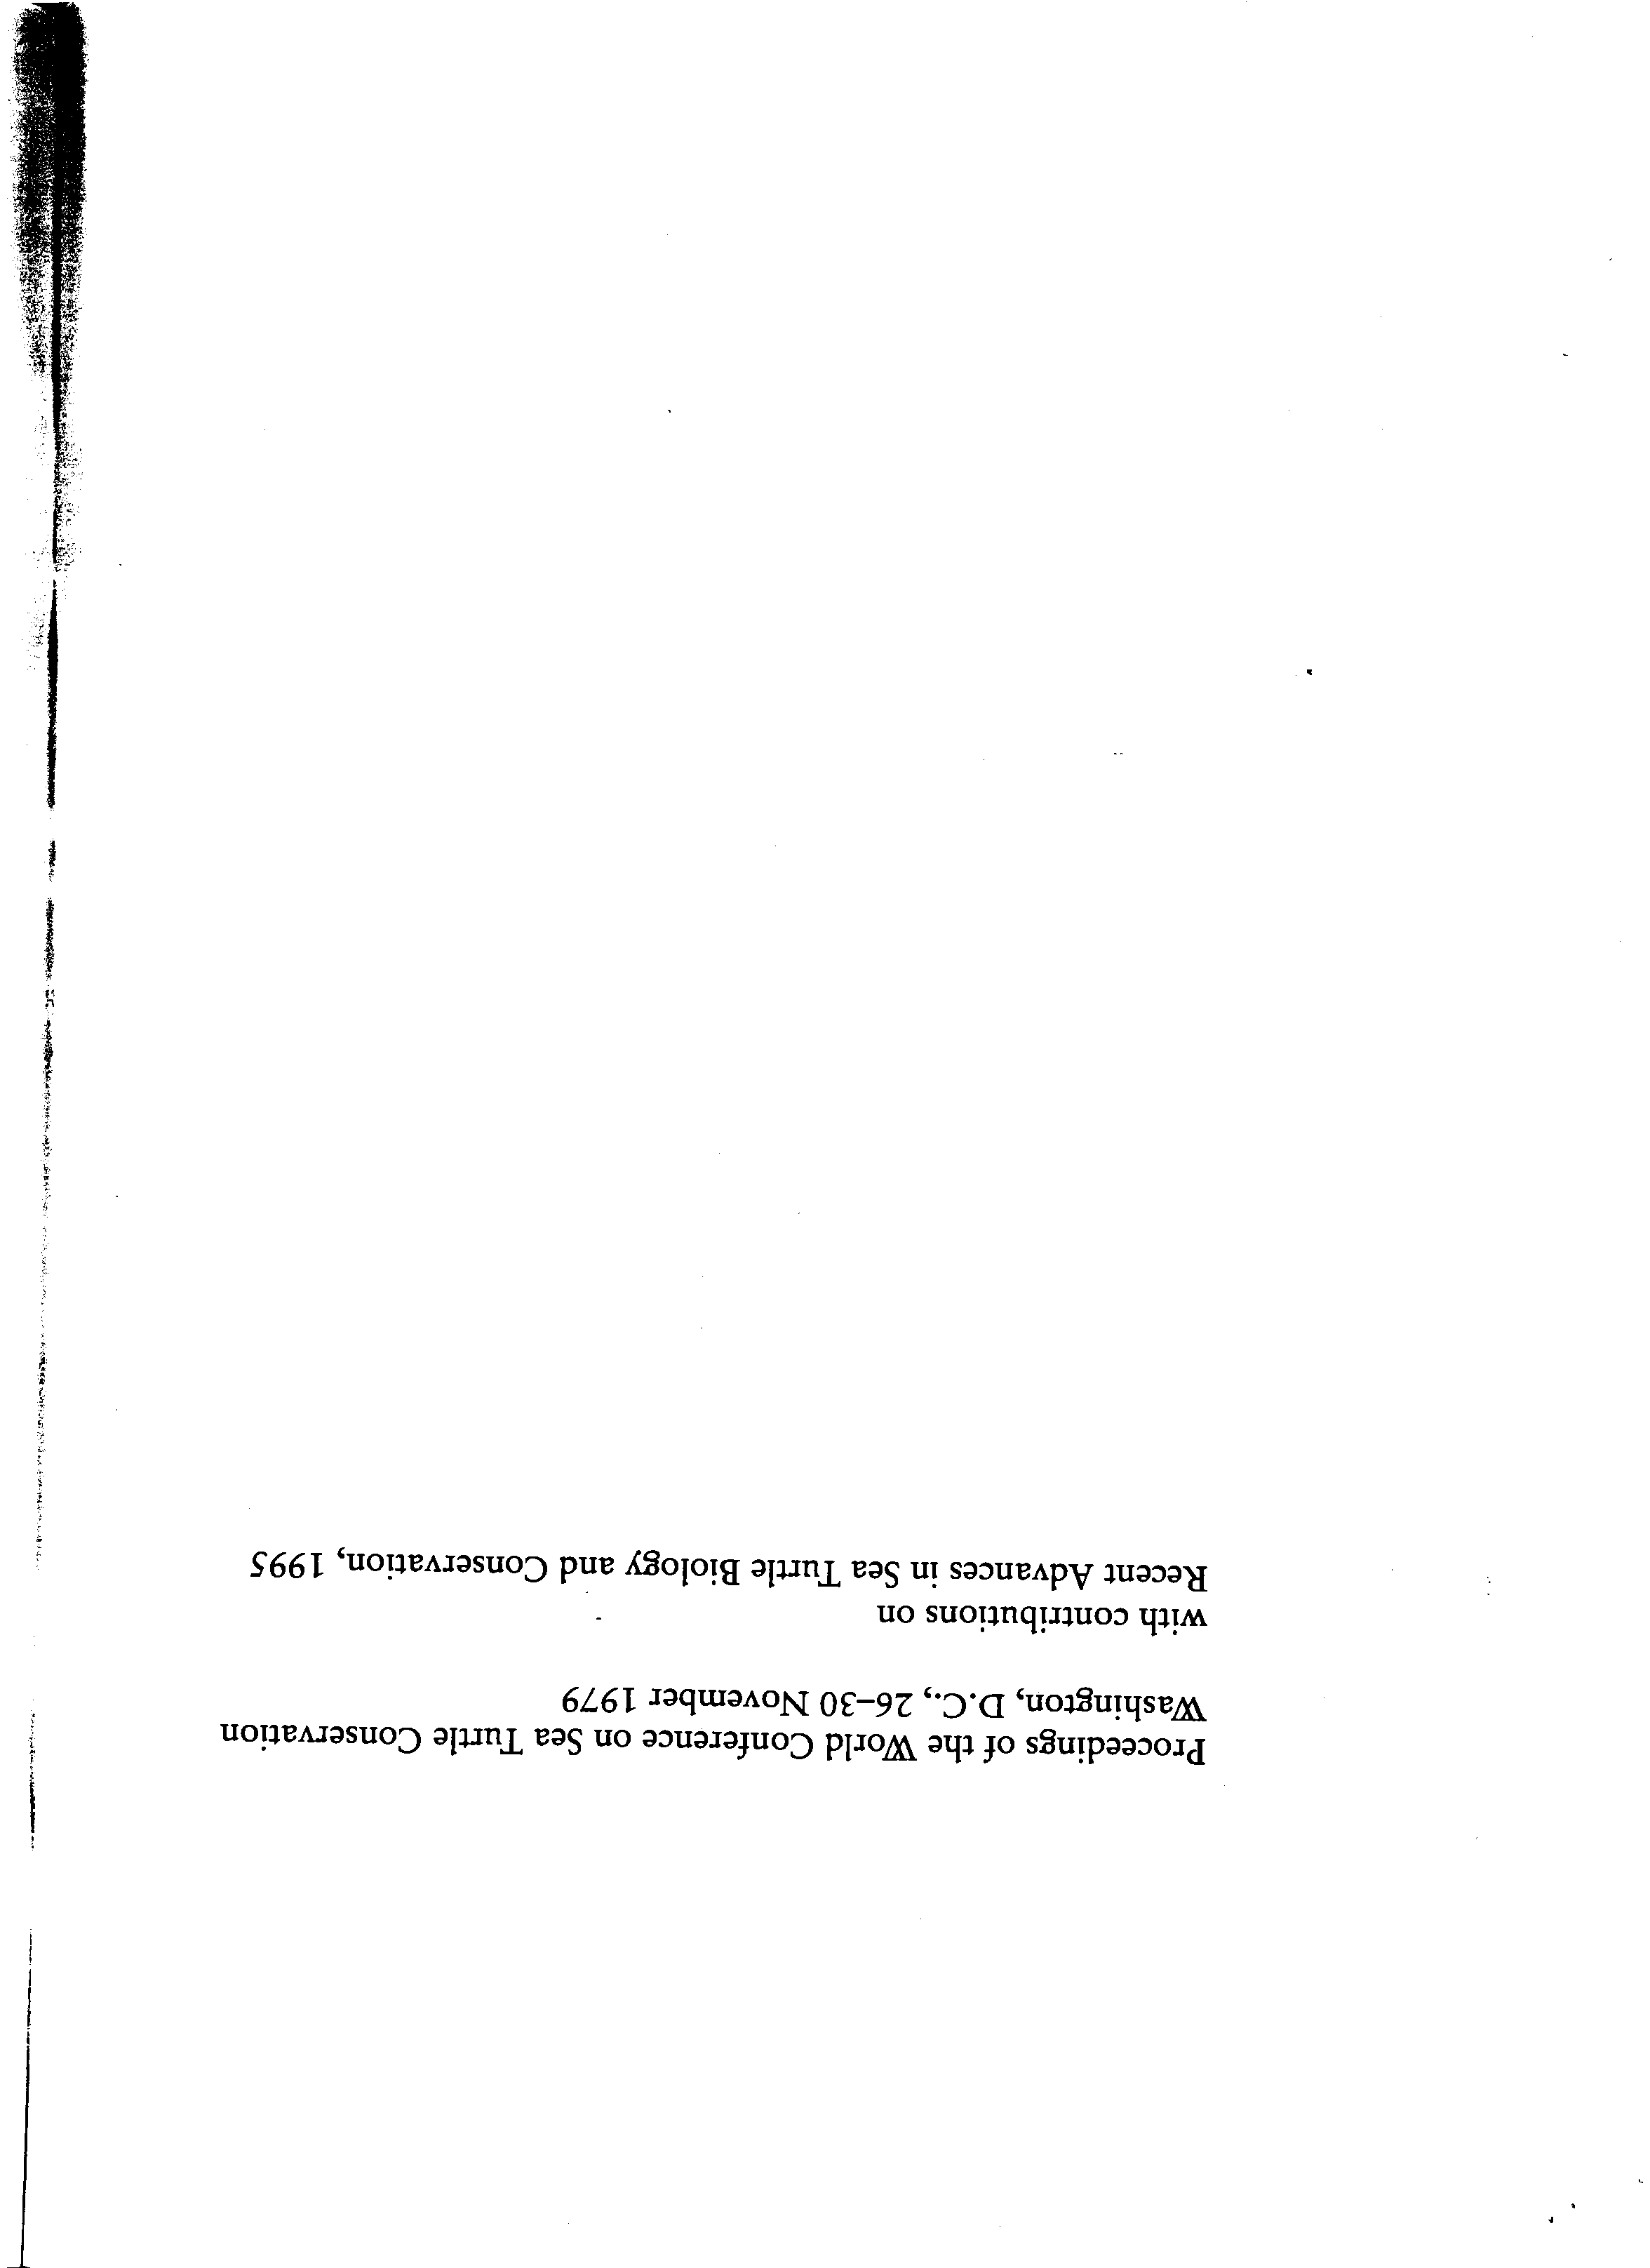 Proceedings of the World Conference on Sea Turtle Conservation
Washington, D.C., 26–30 November 1979
with contributions on
Recent Advances in Sea Turtle Biology and Conservation, 1995